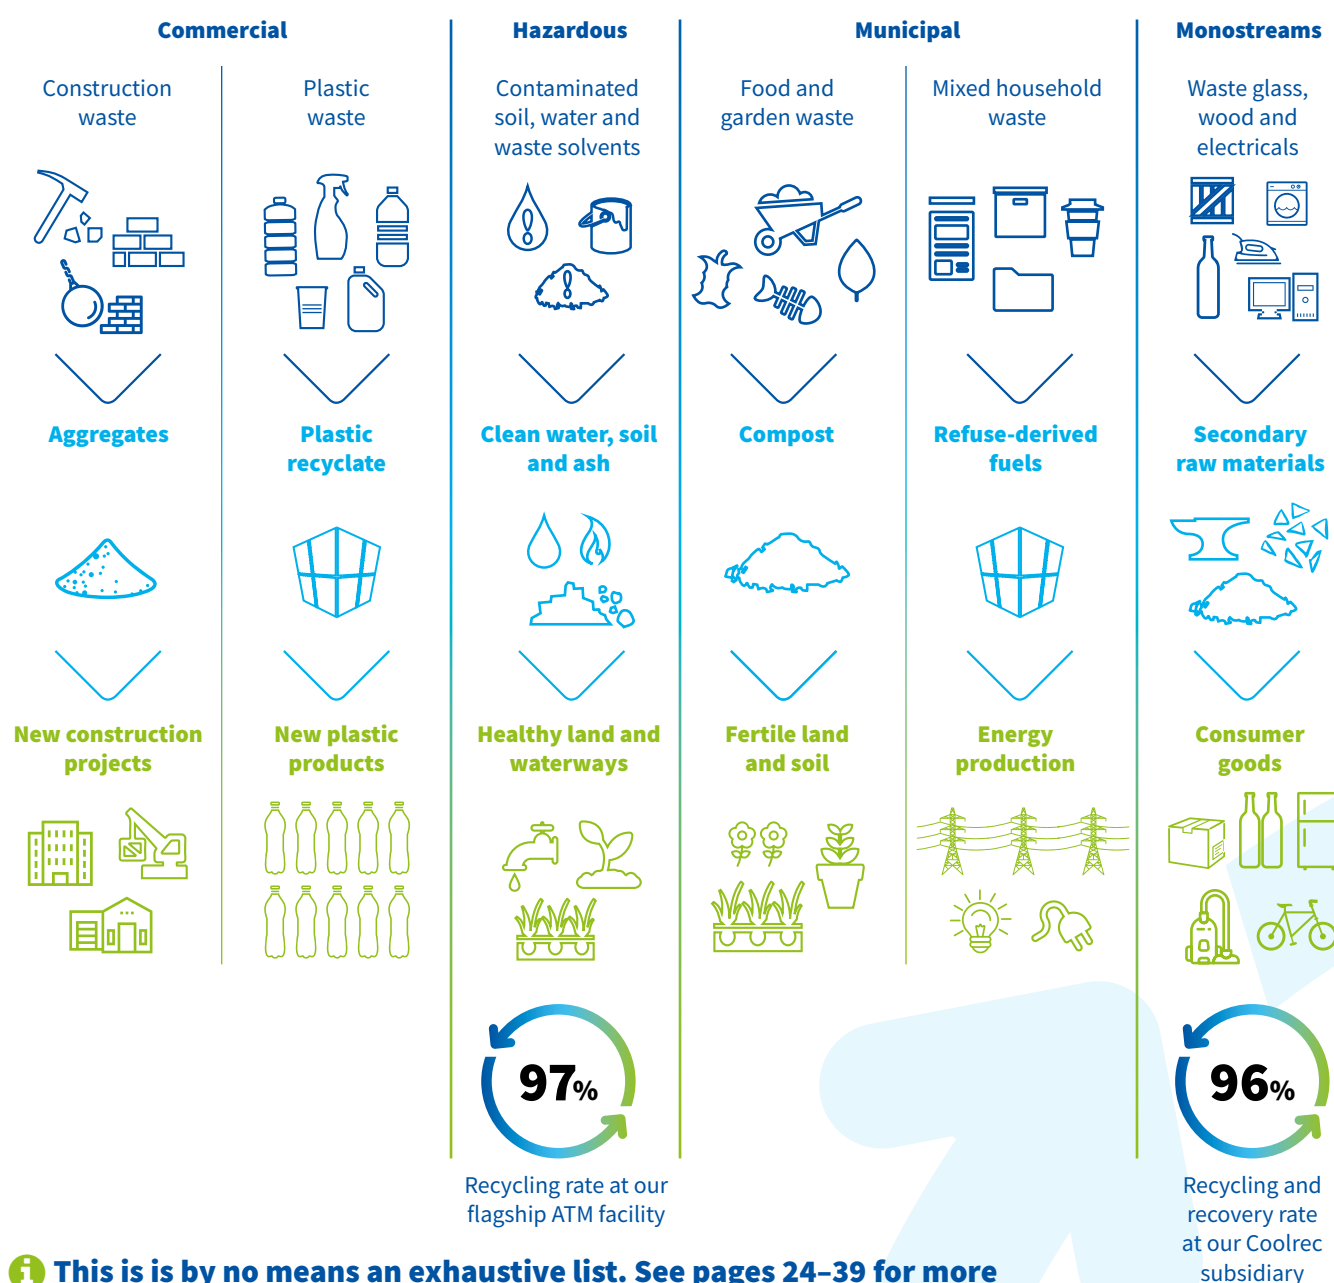 Commercial
Hazardous
Municipal
Monostreams
Construction
waste
Plastic
waste
Contaminated
soil, water and
waste solvents
Food and
garden waste
Mixed household
waste
Waste glass,
wood and
electricals
Aggregates
Plastic
recyclate
Clean water, soil
and ash
Compost
Refuse-derived
fuels
Secondary
raw materials
New construction
projects
New plastic
products
Healthy land and
waterways
Fertile land
and soil
Energy
production
Consumer
goods
97%
Recycling rate at our
flagship ATM facility
96%
Recycling and
recovery rate
at our Coolrec
subsidiary
This is is by no means an exhaustive list. See pages 24–39 for more